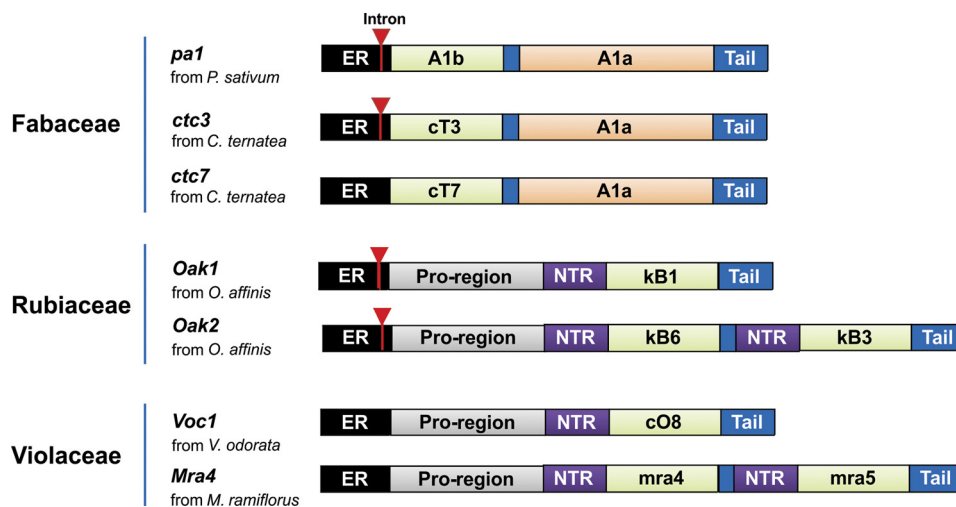 Intron
Fabaceae
pa1
from P. sativum
ER A1b A1a Tail
ctc3
from C. ternatea
ER cT3 A1a Tail
ctc7
from C. ternatea
ER cT7 A1a Tail
Rubiaceae
Oak1
from O. affinis
ER Pro-region NTR kB1 Tail
Oak2
from O. affinis
ER Pro-region NTR kB6 NTR kB3 Tail
Violaceae
Voc1
from V. odorata
ER Pro-region NTR cO8 Tail
Mra4
from M. ramiflorus
ER Pro-region NTR mra4 NTR mra5 Tail